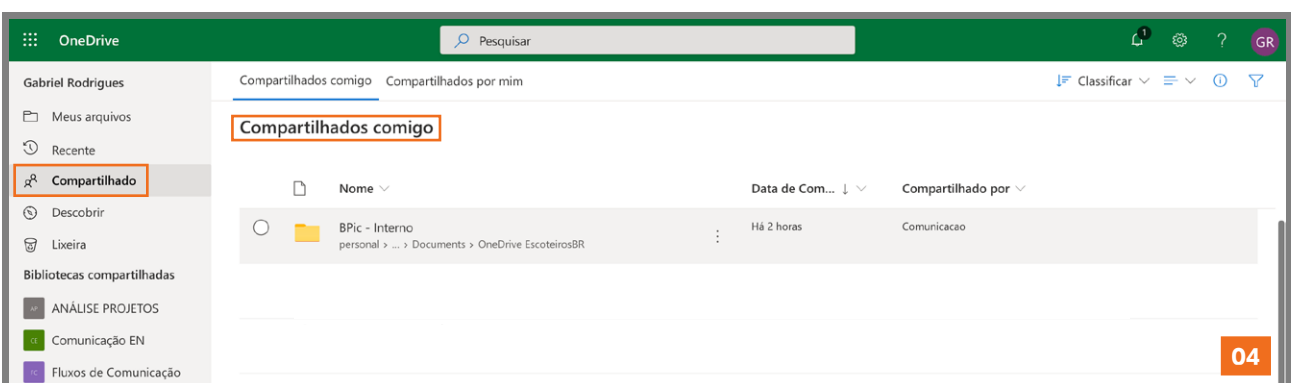 OneDrive
Pesquisar
1
?
GR
Gabriel Rodrigues
Meus arquivos
Recente
Compartilhado
Descobrir
Lixeira
Bibliotecas compartilhadas
AP ANÁLISE PROJETOS
CE Comunicação EN
FC Fluxos de Comunicação
Compartilhados comigo Compartilhados por mim
Classificar
Compartilhados comigo
Nome Data de Com... ↓ Compartilhado por
BPic - Interno Há 2 horas Comunicacao
personal > ... > Documents > OneDrive EscoteirosBR
04